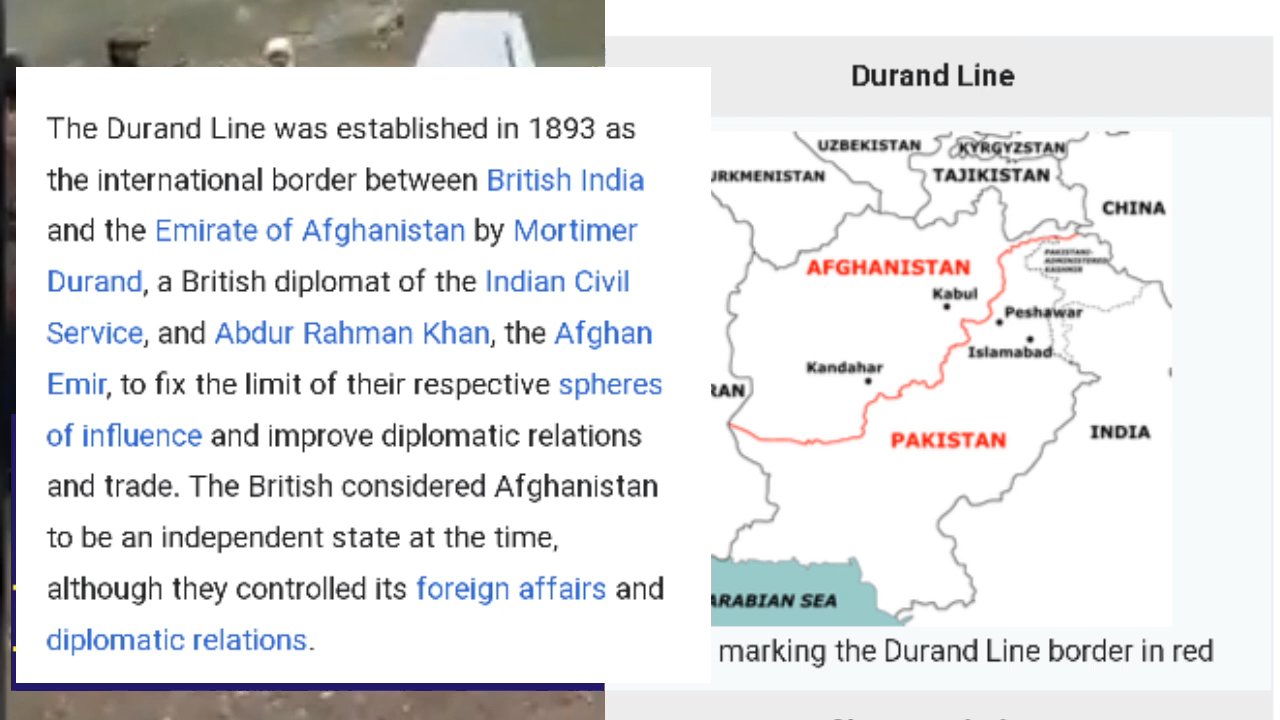 The Durand Line was established in 1893 as
the international border between British India
and the Emirate of Afghanistan by Mortimer
Durand, a British diplomat of the Indian Civil
Service, and Abdur Rahman Khan, the Afghan
Emir, to fix the limit of their respective spheres
of influence and improve diplomatic relations
and trade. The British considered Afghanistan
to be an independent state at the time,
although they controlled its foreign affairs and
diplomatic relations.
Durand Line
UZBEKISTAN
KYRGYZSTAN
URKMENISTAN
TAJIKISTAN
CHINA
PAKISTANI-
ADMINISTERED
KASHMIR
AFGHANISTAN
Kabul
Peshawar
Islamabad
Kandahar
RAN
PAKISTAN
INDIA
ARABIAN SEA
marking the Durand Line border in red